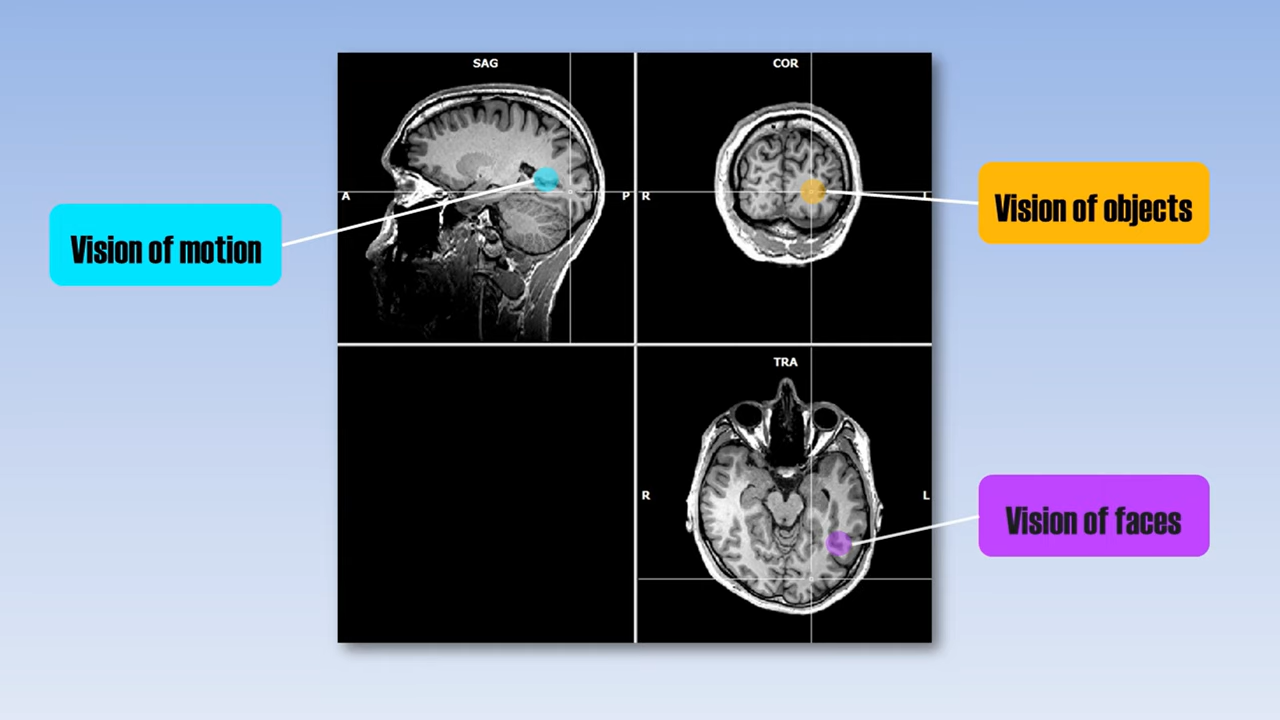 SAG
COR
A
P
R
Vision of motion
Vision of objects
TRA
R
L
Vision of faces